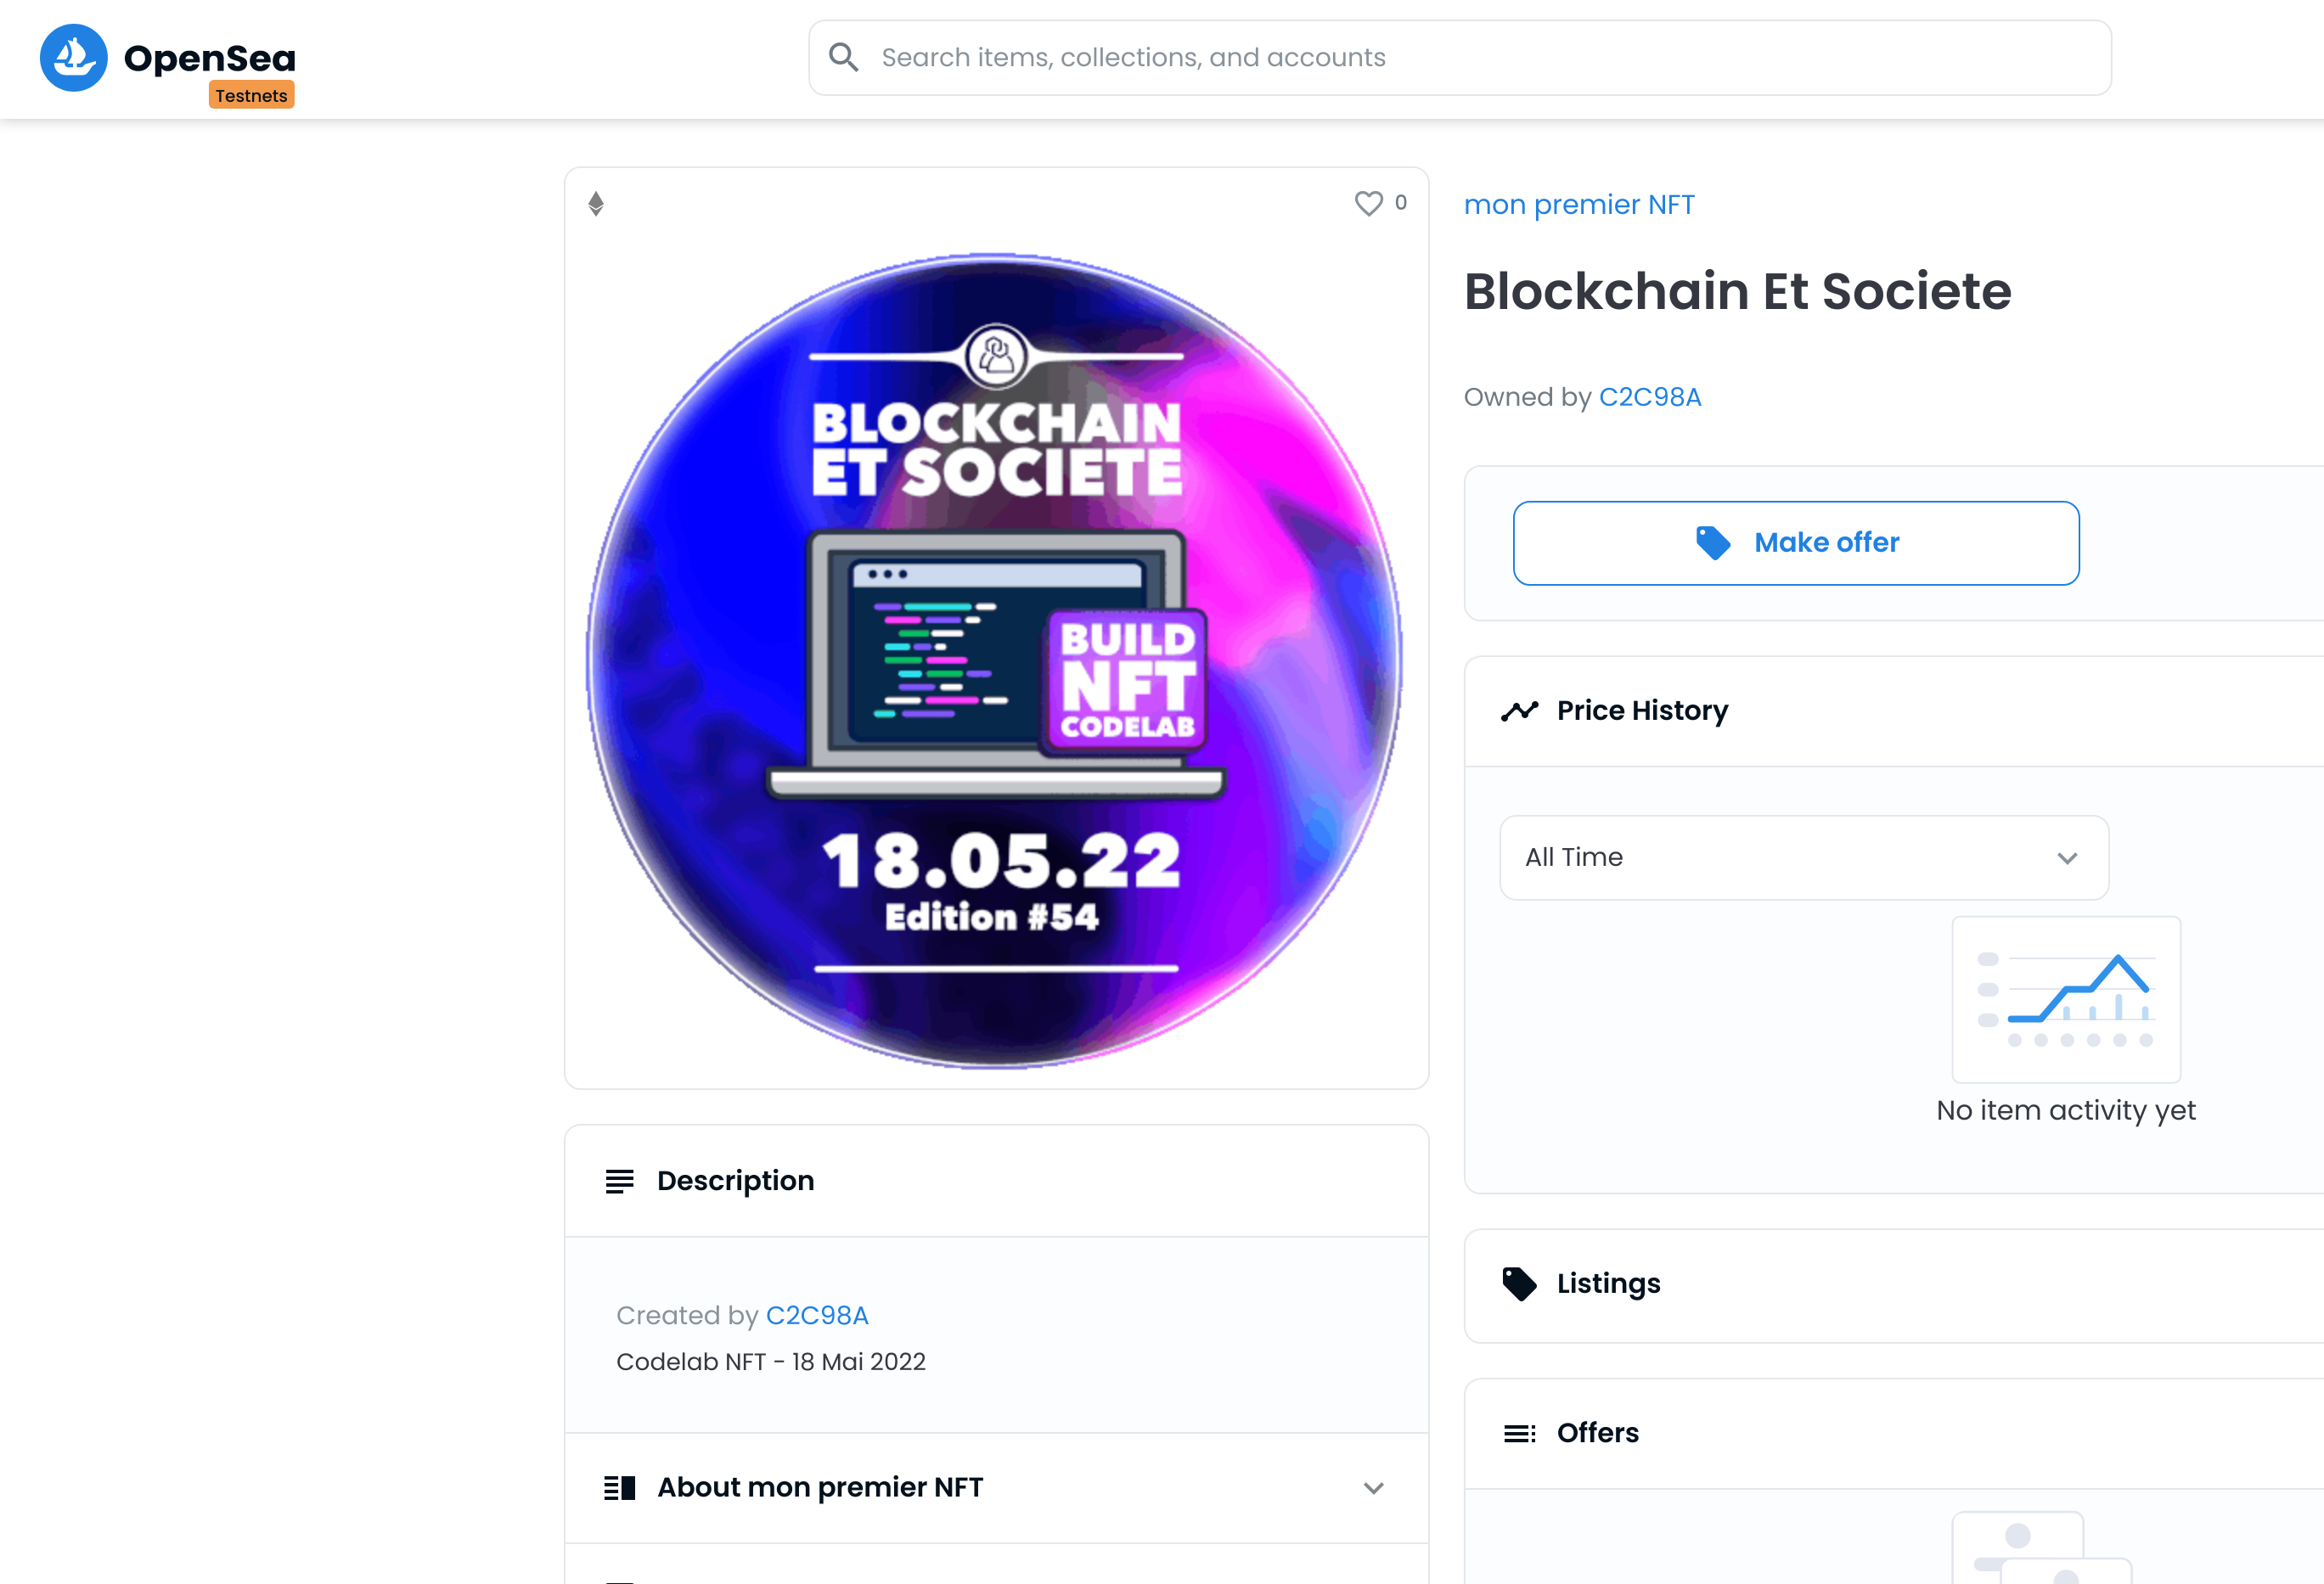 OpenSea
Testnets
Search items, collections, and accounts
0
BLOCKCHAIN
ET SOCIETE
BUILD
NFT
CODELAB
18.05.22
Edition #54
mon premier NFT
Blockchain Et Societe
Owned by C2C98A
Make offer
Price History
All Time
No item activity yet
Description
Created by C2C98A
Codelab NFT - 18 Mai 2022
About mon premier NFT
Listings
Offers